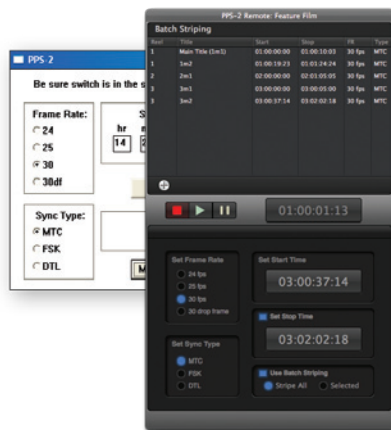 PPS-2 Remote: Feature Film
Batch Striping
Reel Title Start Stop FR Type
1 Main Title (1m1) 01:00:00:00 01:00:10:03 30 fps MTC
1 1m2 01:00:19:23 01:01:24:24 30 fps MTC
2 2m1 02:00:00:00 02:01:05:05 30 fps MTC
3 3m1 03:00:00:00 03:00:05:00 30 fps MTC
3 3m2 03:00:37:14 03:02:02:18 30 fps MTC
01:00:01:13
Set Frame Rate
24 fps
25 fps
30 fps
30 drop frame
Set Start Time
03:00:37:14
Set Stop Time
03:02:02:18
Set Sync Type
MTC
FSK
DTL
Use Batch Striping
Stripe All Selected
PPS-2
Be sure switch is in the s
Frame Rate:
24
25
30
30df
S
hr
14
Sync Type:
MTC
FSK
DTL
M